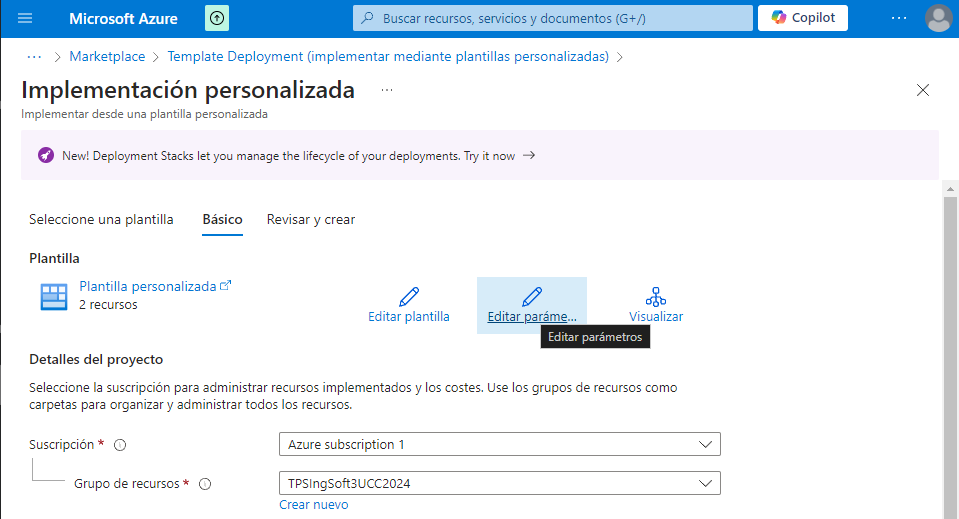 Microsoft Azure
Buscar recursos, servicios y documentos (G+/)
Copilot
...
... > Marketplace > Template Deployment (implementar mediante plantillas personalizadas) >
Implementación personalizada ...
Implementar desde una plantilla personalizada
New! Deployment Stacks let you manage the lifecycle of your deployments. Try it now →
Seleccione una plantilla
Básico
Revisar y crear
Plantilla
Plantilla personalizada
2 recursos
Editar plantilla
Editar paráme...
Visualizar
Editar parámetros
Detalles del proyecto
Seleccione la suscripción para administrar recursos implementados y los costes. Use los grupos de recursos como
carpetas para organizar y administrar todos los recursos.
Suscripción *
Azure subscription 1
Grupo de recursos *
TPSIngSoft3UCC2024
Crear nuevo